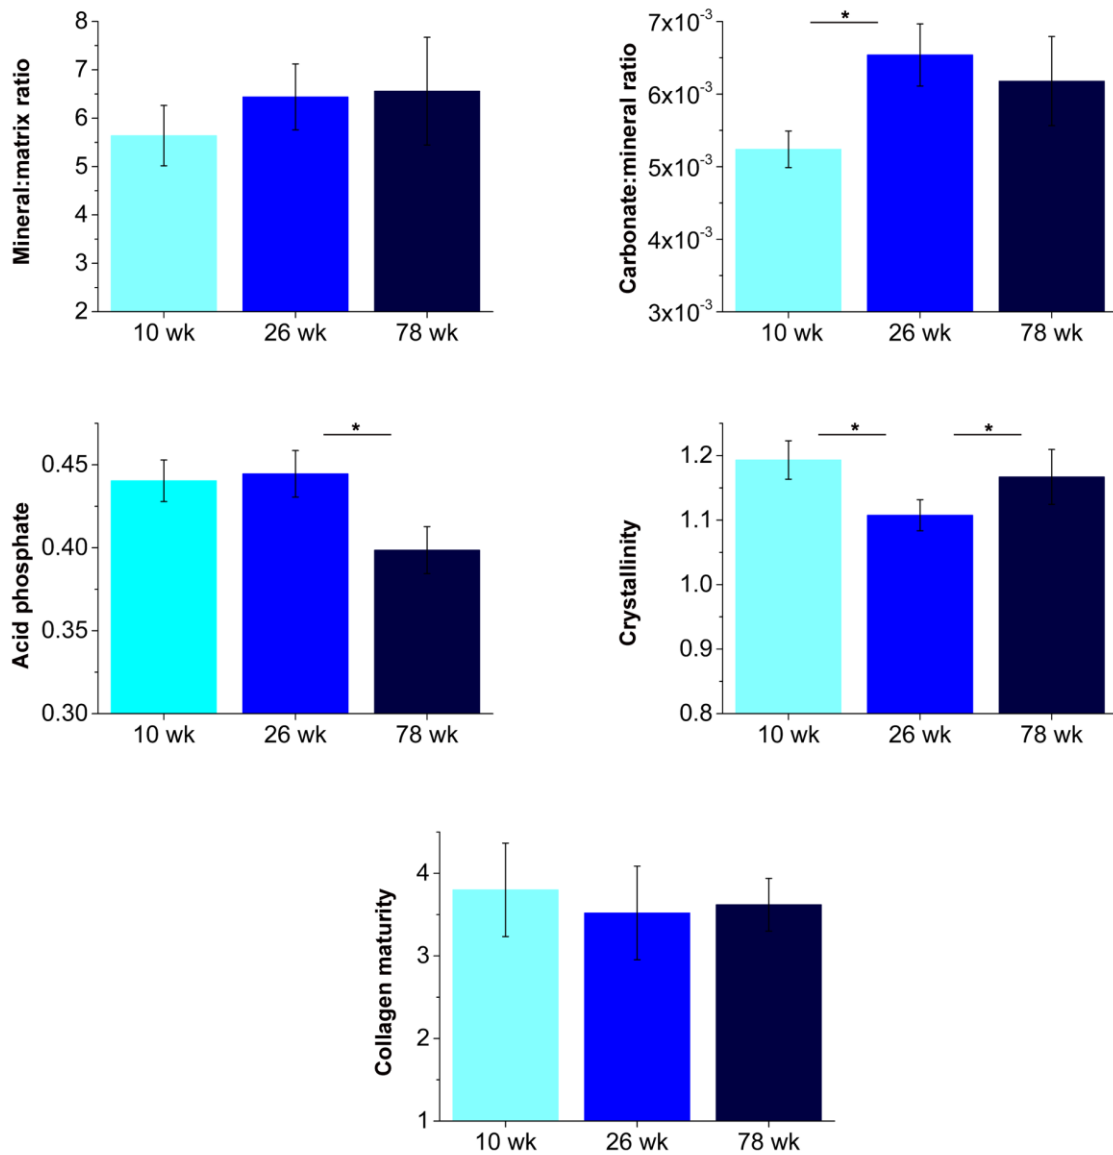 Mineral:matrix ratio
8
7
6
5
4
3
2
10 wk 26 wk 78 wk
Carbonate:mineral ratio
7x10⁻³
6x10⁻³
5x10⁻³
4x10⁻³
3x10⁻³
*
10 wk 26 wk 78 wk
Acid phosphate
0.45
0.40
0.35
0.30
*
10 wk 26 wk 78 wk
Crystallinity
1.2
1.1
1.0
0.9
0.8
* *
10 wk 26 wk 78 wk
Collagen maturity
4
3
2
1
10 wk 26 wk 78 wk